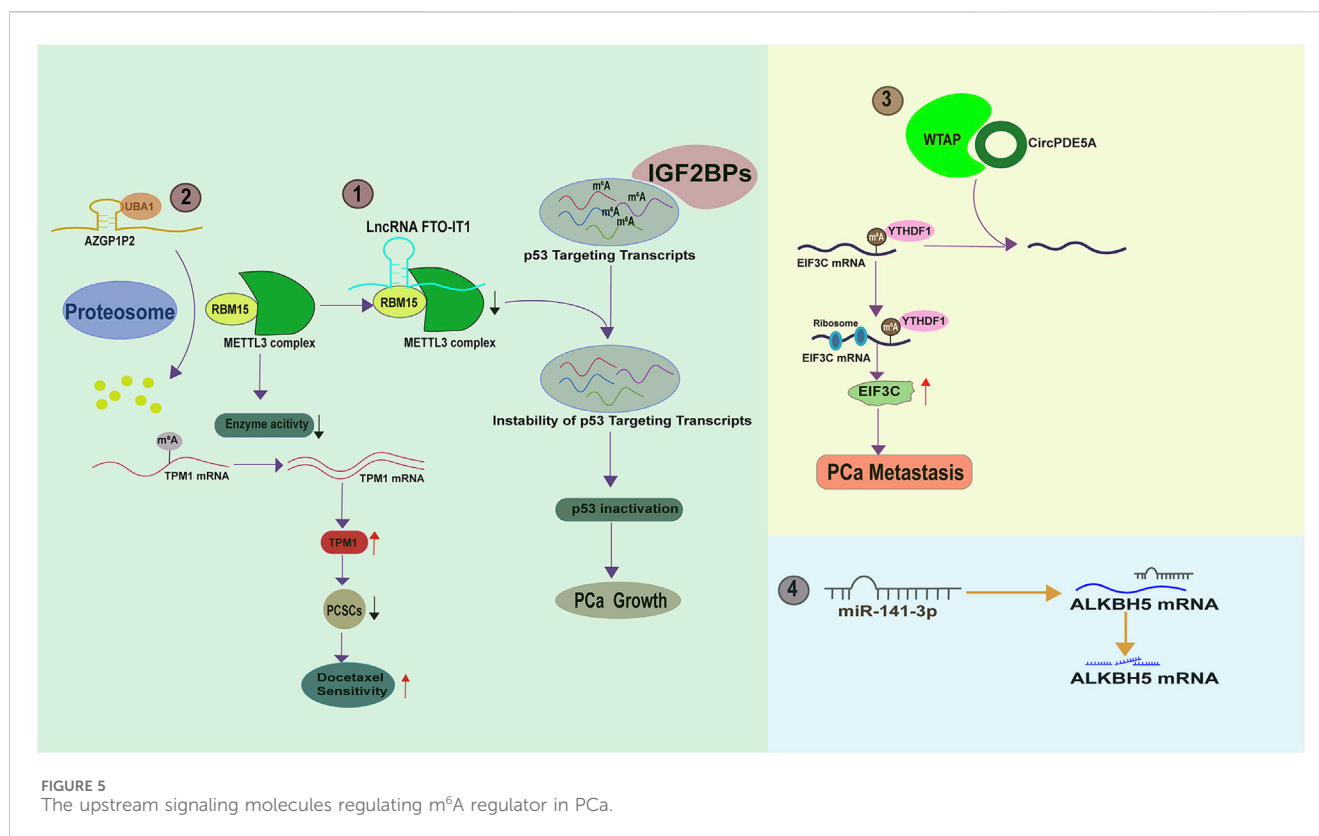 2
UBA1
AZGP1P2
Proteosome
RBM15
METTL3 complex
Enzyme acitivty
m⁶A
TPM1 mRNA
TPM1 mRNA
TPM1
PCSCs
Docetaxel
Sensitivity
1
LncRNA FTO-IT1
RBM15
METTL3 complex
IGF2BPs
m⁶A
m⁶A
m⁶A
m⁶A
p53 Targeting Transcripts
Instability of p53 Targeting Transcripts
p53 inactivation
PCa Growth
3
WTAP
CircPDE5A
m⁶A
YTHDF1
EIF3C mRNA
Ribosome
m⁶A
YTHDF1
EIF3C mRNA
EIF3C
PCa Metastasis
4
miR-141-3p
ALKBH5 mRNA
ALKBH5 mRNA
FIGURE 5
The upstream signaling molecules regulating m⁶A regulator in PCa.